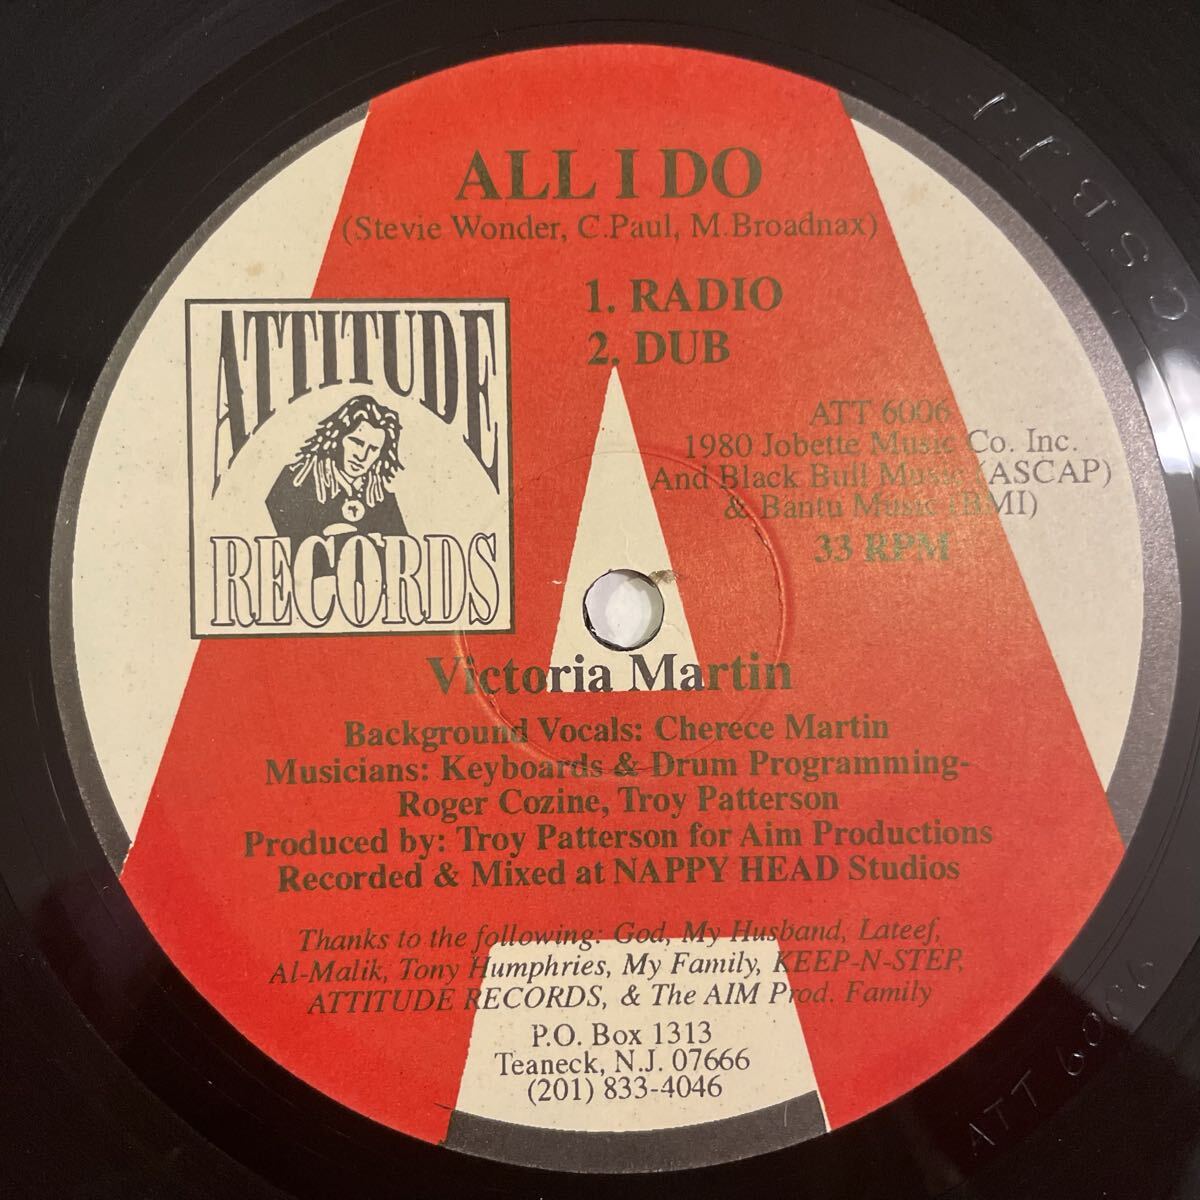 ALL I DO
(Stevie Wonder, C.Paul, M.Broadnax)
1. RADIO
2. DUB
ATTITUDE
RECORDS
ATT 6006
1980 Jobette Music Co. Inc.
And Black Bull Music (ASCAP)
& Bantu Music (BMI)
33 RPM
Victoria Martin
Background Vocals: Cherece Martin
Musicians: Keyboards & Drum Programming-
Roger Cozine, Troy Patterson
Produced by: Troy Patterson for Aim Productions
Recorded & Mixed at NAPPY HEAD Studios
Thanks to the following: God, My Husband, Lateef,
Al-Malik, Tony Humphries, My Family, KEEP-N-STEP,
ATTITUDE RECORDS, & The AIM Prod. Family
P.O. Box 1313
Teaneck, N.J. 07666
(201) 833-4046
ATT 6006